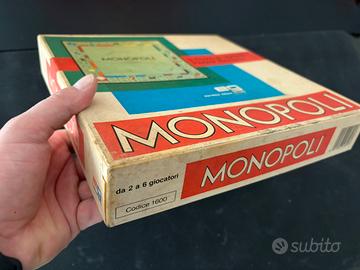 MONOPOLI
MONOPOLI
da 2 a 6 giocatori
Codice 1600
subito